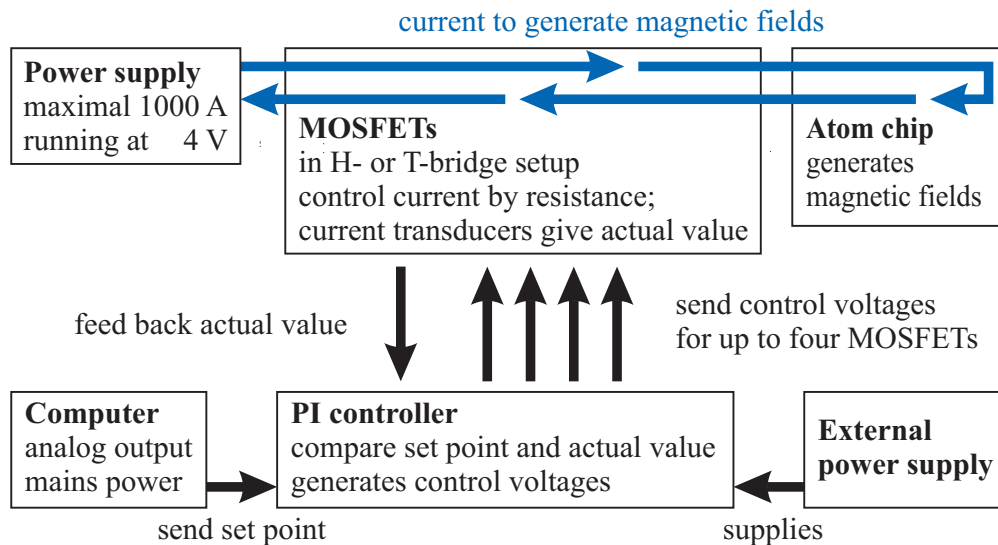 current to generate magnetic fields
Power supply
maximal 1000 A
running at 4 V
MOSFETs
in H- or T-bridge setup
control current by resistance;
current transducers give actual value
Atom chip
generates
magnetic fields
feed back actual value
send control voltages
for up to four MOSFETs
Computer
analog output
mains power
PI controller
compare set point and actual value
generates control voltages
External
power supply
send set point
supplies